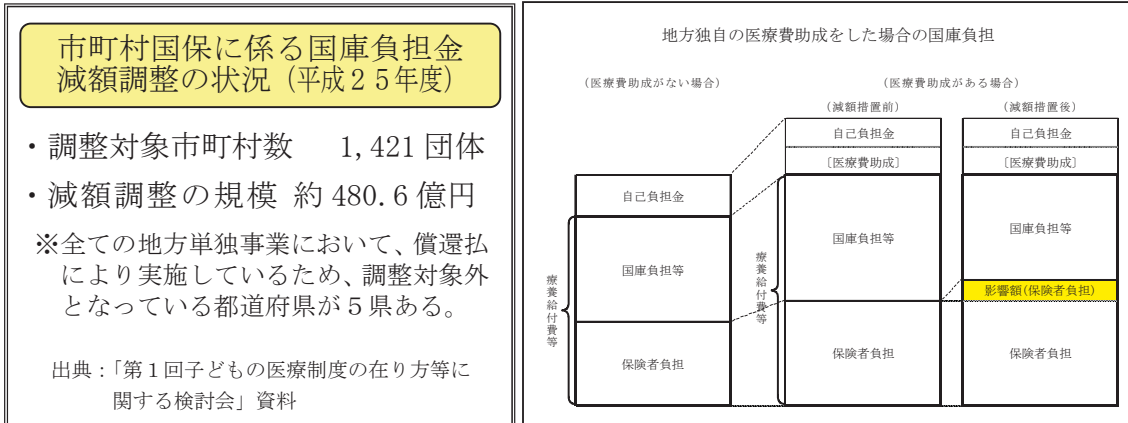 市町村国保に係る国庫負担金
減額調整の状況（平成２５年度）
・調整対象市町村数　1,421 団体
・減額調整の規模 約 480.6 億円
※全ての地方単独事業において、償還払
により実施しているため、調整対象外
となっている都道府県が５県ある。
出典：「第１回子どもの医療制度の在り方等に
関する検討会」資料
地方独自の医療費助成をした場合の国庫負担
（医療費助成がない場合）
（医療費助成がある場合）
（減額措置前）
（減額措置後）
自己負担金
自己負担金
〔医療費助成〕
〔医療費助成〕
自己負担金
国庫負担等
国庫負担等
国庫負担等
療養給付費等
療養給付費等
影響額(保険者負担)
保険者負担
保険者負担
保険者負担